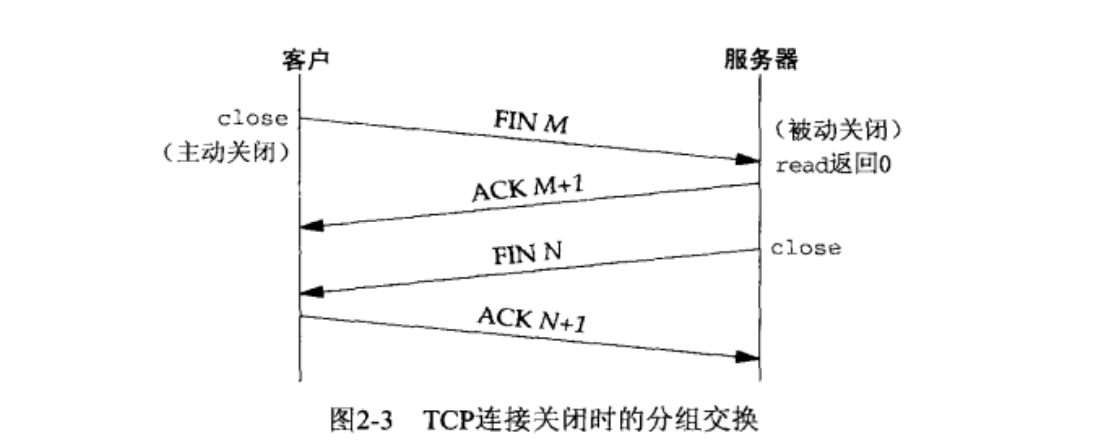 客户
服务器
close
（主动关闭）
FIN M
（被动关闭）
read返回0
ACK M+1
FIN N
close
ACK N+1
图2-3 TCP连接关闭时的分组交换